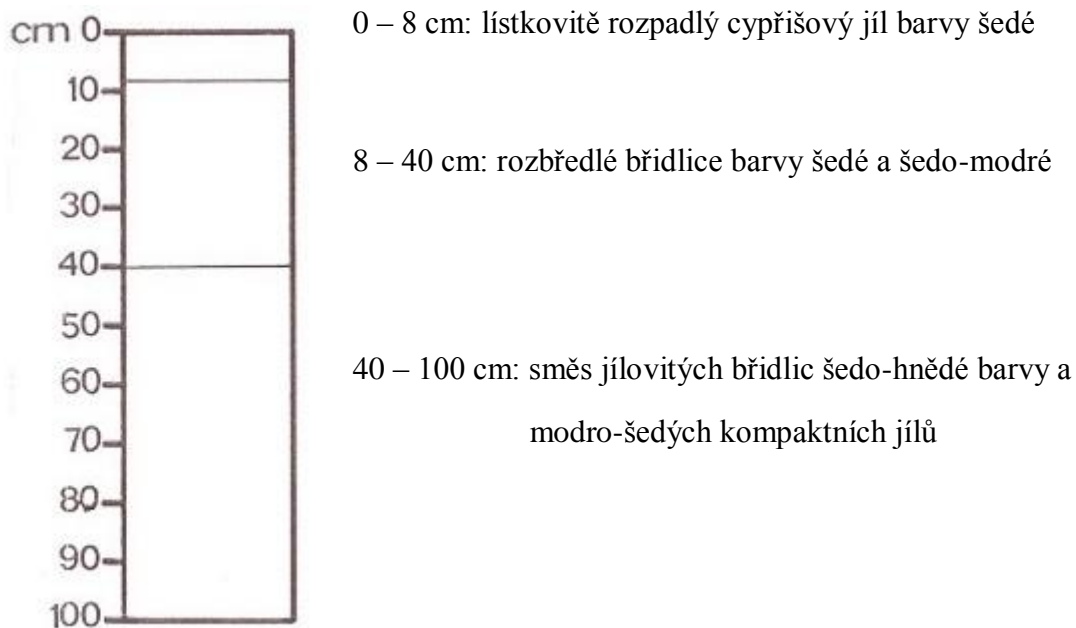 cm 0
0 – 8 cm: lístkovitě rozpadlý cypřišový jíl barvy šedé
10
20
8 – 40 cm: rozbředlé břidlice barvy šedé a šedo-modré
30
40
50
60
40 – 100 cm: směs jílovitých břidlic šedo-hnědé barvy a
modro-šedých kompaktních jílů
70
80
90
100